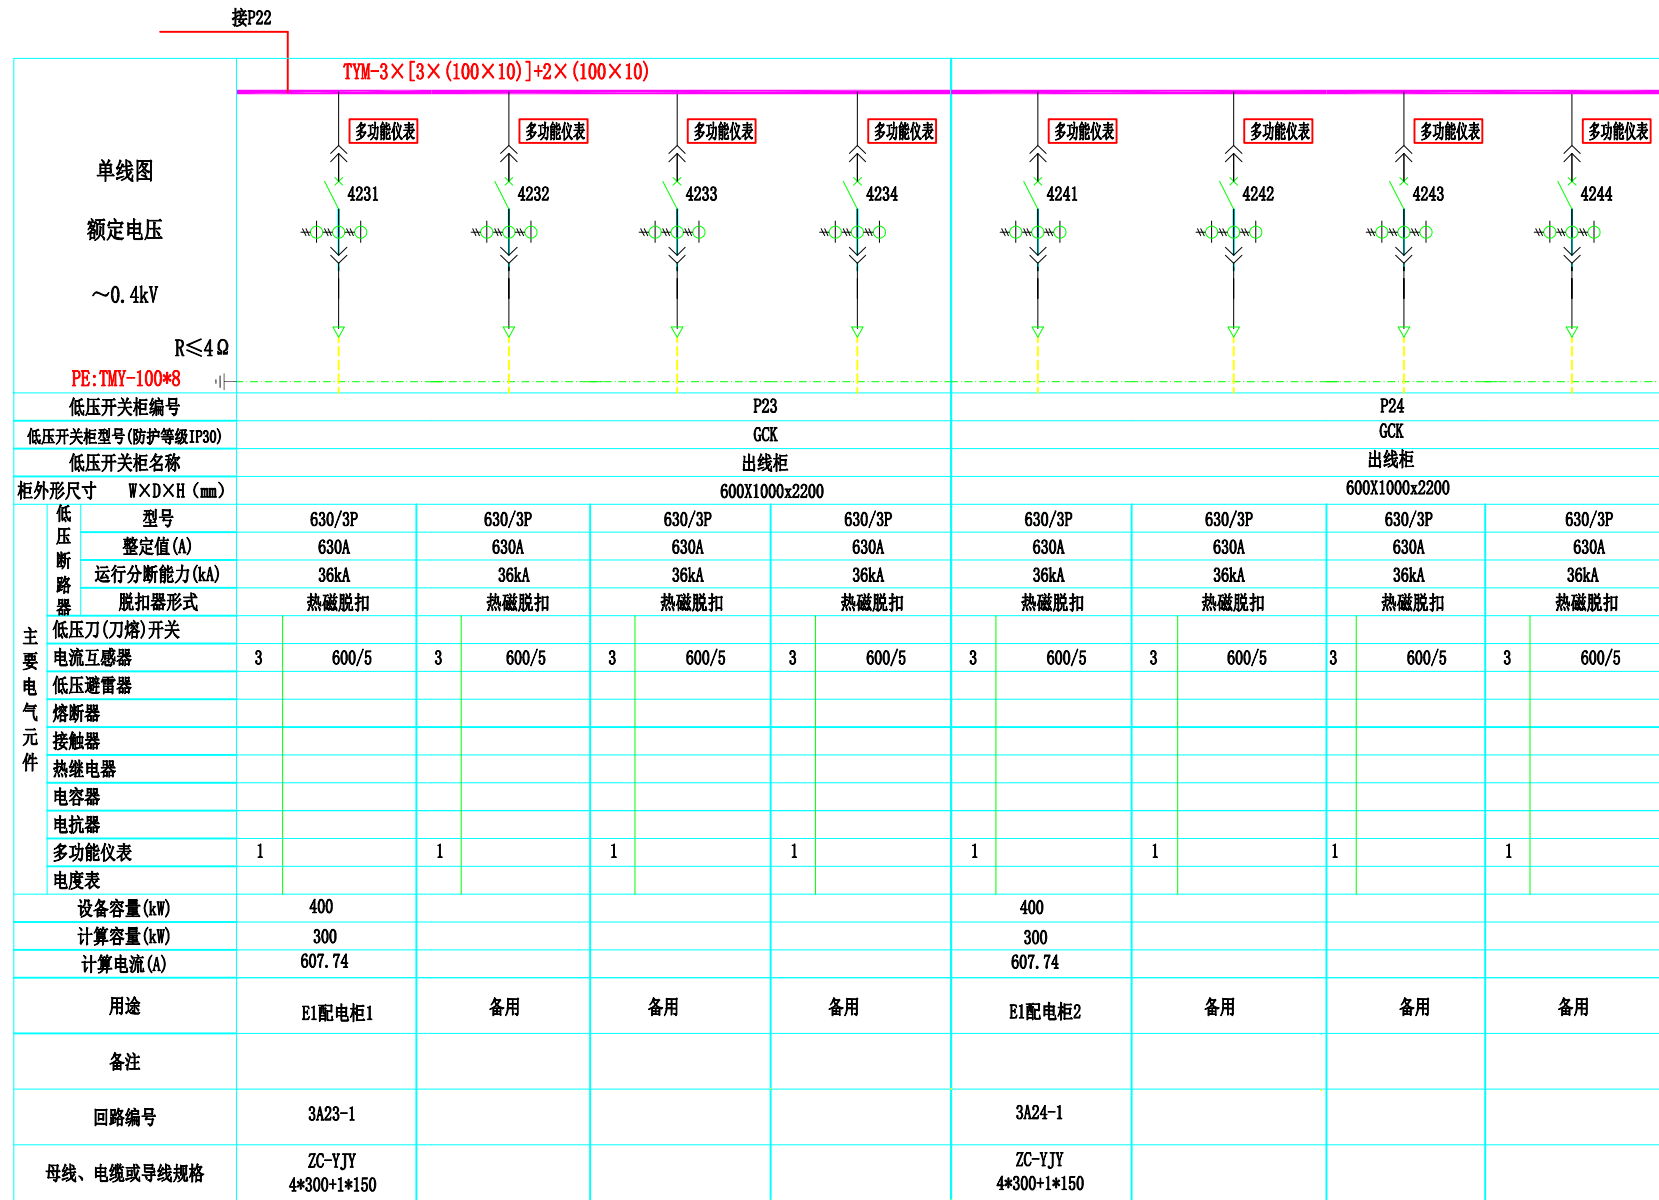 接P22
TYM-3×[3×(100×10)]+2×(100×10)
多功能仪表 多功能仪表 多功能仪表 多功能仪表 多功能仪表 多功能仪表 多功能仪表 多功能仪表
单线图
4231 4232 4233 4234 4241 4242 4243 4244
额定电压
～0.4kV
R≤4Ω
PE:TMY-100*8
低压开关柜编号 P23 P24
低压开关柜型号(防护等级IP30) GCK GCK
低压开关柜名称 出线柜 出线柜
柜外形尺寸 W×D×H（mm） 600X1000x2200 600X1000x2200
主要电气元件
低压断路器
型号 630/3P 630/3P 630/3P 630/3P 630/3P 630/3P 630/3P 630/3P
整定值(A) 630A 630A 630A 630A 630A 630A 630A 630A
运行分断能力(kA) 36kA 36kA 36kA 36kA 36kA 36kA 36kA 36kA
脱扣器形式 热磁脱扣 热磁脱扣 热磁脱扣 热磁脱扣 热磁脱扣 热磁脱扣 热磁脱扣 热磁脱扣
低压刀(刀熔)开关
电流互感器 3 600/5 3 600/5 3 600/5 3 600/5 3 600/5 3 600/5 3 600/5 3 600/5
低压避雷器
熔断器
接触器
热继电器
电容器
电抗器
多功能仪表 1 1 1 1 1 1 1 1
电度表
设备容量(kW) 400 400
计算容量(kW) 300 300
计算电流(A) 607.74 607.74
用途 E1配电柜1 备用 备用 备用 E1配电柜2 备用 备用 备用
备注
回路编号 3A23-1 3A24-1
母线、电缆或导线规格 ZC-YJY 4*300+1*150 ZC-YJY 4*300+1*150